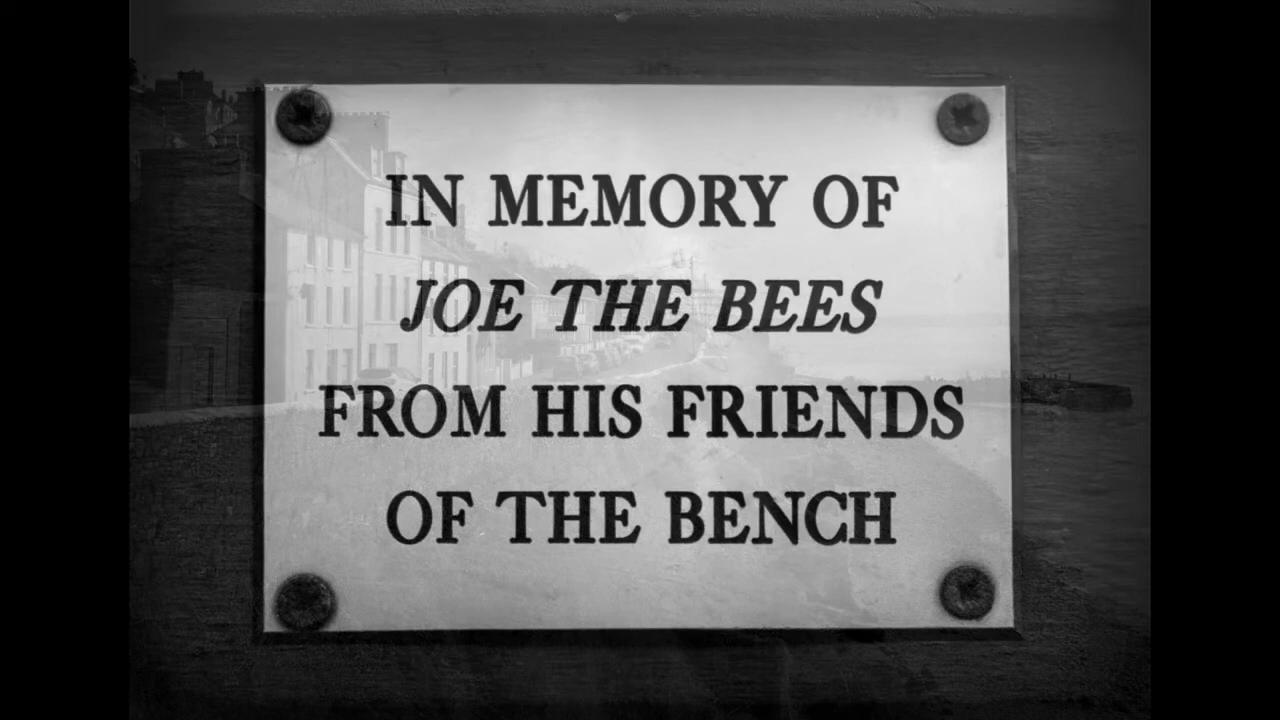 IN MEMORY OF
JOE THE BEES
FROM HIS FRIENDS
OF THE BENCH